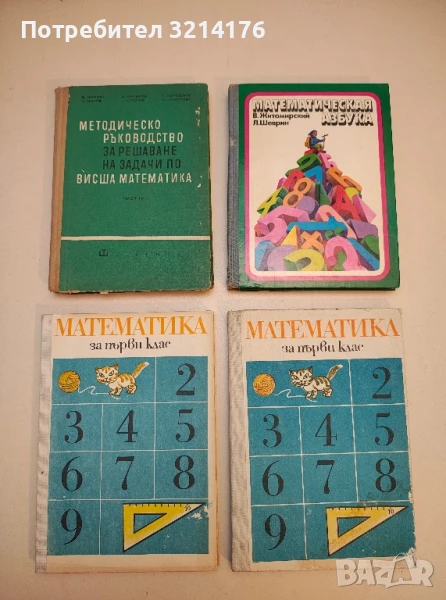 Потребител 3214176
МЕТОДИЧЕСКО
РЪКОВОДСТВО
ЗА РЕШАВАНЕ
НА ЗАДАЧИ ПО
ВИСША МАТЕМАТИКА
МАТЕМАТИЧЕСКАЯ
АЗБУКА
В. Житомирский
Л. Шеврин
МАТЕМАТИКА
за първи клас
2
3 4 5
6 7 8
9
МАТЕМАТИКА
за първи клас
2
3 4 5
6 7 8
9
BAZAR